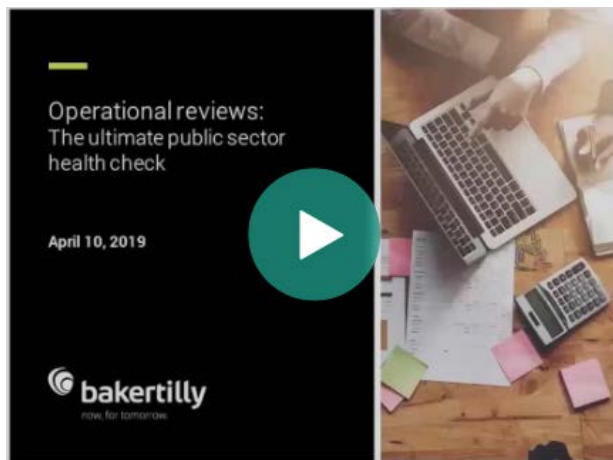 Operational reviews:
The ultimate public sector
health check
April 10, 2019
bakertilly
now, for tomorrow.